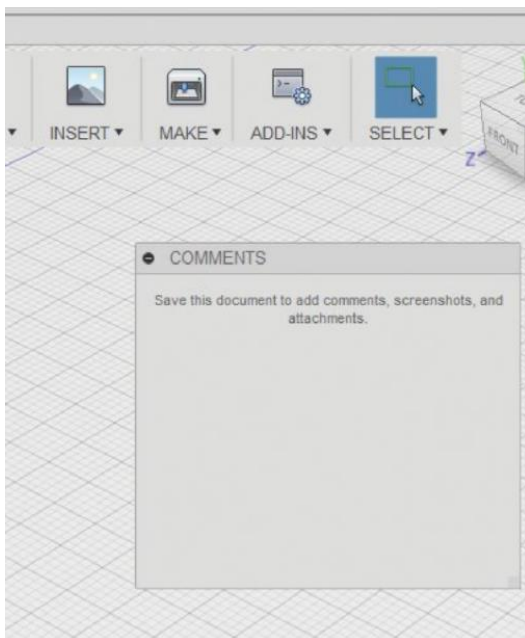 INSERT ▾ MAKE ▾ ADD-INS ▾ SELECT ▾
FRONT
Z
COMMENTS
Save this document to add comments, screenshots, and
attachments.